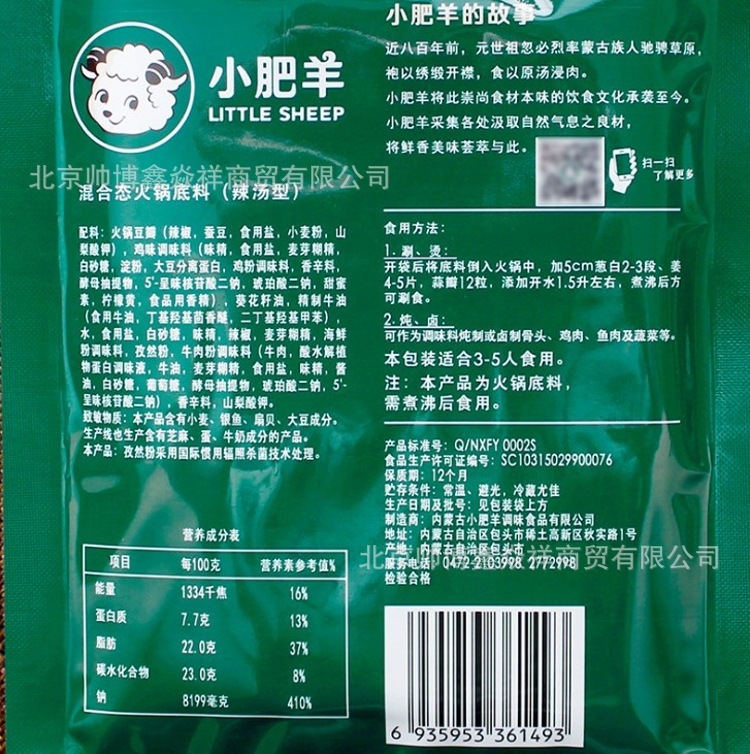 小肥羊
LITTLE SHEEP
混合态火锅底料（辣汤型）
配料：火锅豆瓣（辣椒，蚕豆，食用盐，小麦粉，山
梨酸钾），鸡味调味料（味精，食用盐，麦芽糊精，
白砂糖，淀粉，大豆分离蛋白，鸡粉调味料，香辛料，
酵母抽提物，5'-呈味核苷酸二钠，琥珀酸二钠，甜蜜
素，柠檬黄，食品用香精），葵花籽油，精制牛油
（食用牛油，丁基羟基茴香醚，二丁基羟基甲苯），
水，食用盐，白砂糖，味精，辣椒，麦芽糊精，海鲜
粉调味料，孜然粉，牛肉粉调味料（牛肉，酸水解植
物蛋白调味液，牛油，麦芽糊精，食用盐，味精，酱
油，白砂糖，葡萄糖，酵母抽提物，琥珀酸二钠，5'-
呈味核苷酸二钠），香辛料，山梨酸钾。
致敏物质：本产品含有小麦、银鱼、扇贝、大豆成分。
生产线也生产含有芝麻、蛋、牛奶成分的产品。
本产品：孜然粉采用国际惯用辐照杀菌技术处理。
营养成分表
项目 每100克 营养素参考值%
能量 1334千焦 16%
蛋白质 7.7克 13%
脂肪 22.0克 37%
碳水化合物 23.0克 8%
钠 8199毫克 410%
小肥羊的故事
近八百年前，元世祖忽必烈率蒙古族人驰骋草原，
袍以绣缎开襟，食以原汤浸肉。
小肥羊将此崇尚食材本味的饮食文化承袭至今。
小肥羊采集各处汲取自然气息之良材，
将鲜香美味荟萃与此。
扫一扫
了解更多
食用方法：
1. 涮、烫：
开袋后将底料倒入火锅中，加5cm葱白2-3段、姜
4-5片，蒜瓣12粒，添加开水1.5升左右，煮沸后方
可涮食。
2. 炖、卤：
可作为调味料炖制或卤制骨头、鸡肉、鱼肉及蔬菜等。
本包装适合3-5人食用。
注：本产品为火锅底料，
需煮沸后食用。
产品标准号：Q/NXFY 0002S
食品生产许可证编号：SC10315029900076
保质期：12个月
贮存条件：常温、避光，冷藏尤佳
生产日期及批号：见包装袋上方
制造商：内蒙古小肥羊调味食品有限公司
地址：内蒙古自治区包头市稀土高新区秋实路1号
产地：内蒙古自治区包头市
服务电话：0472-2103998, 2772998
检验合格
6 935953 361493
北京帅博鑫焱祥商贸有限公司
北京帅博鑫焱祥商贸有限公司